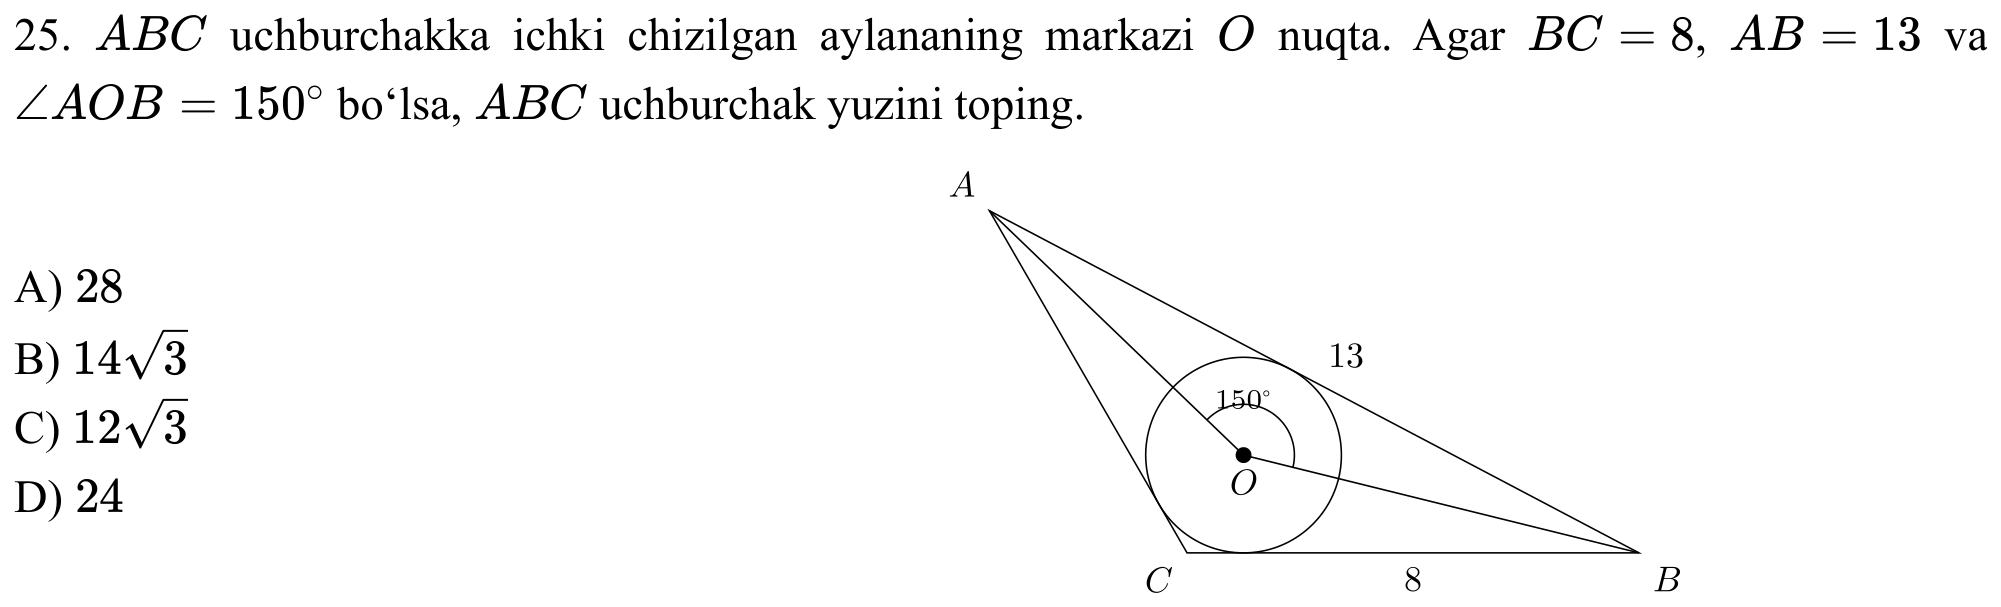 25. ABC uchburchakka ichki chizilgan aylananing markazi O nuqta. Agar BC = 8, AB = 13 va
∠AOB = 150° bo‘lsa, ABC uchburchak yuzini toping.
A
A) 28
B) 14√3
13
150°
C) 12√3
O
D) 24
C
8
B